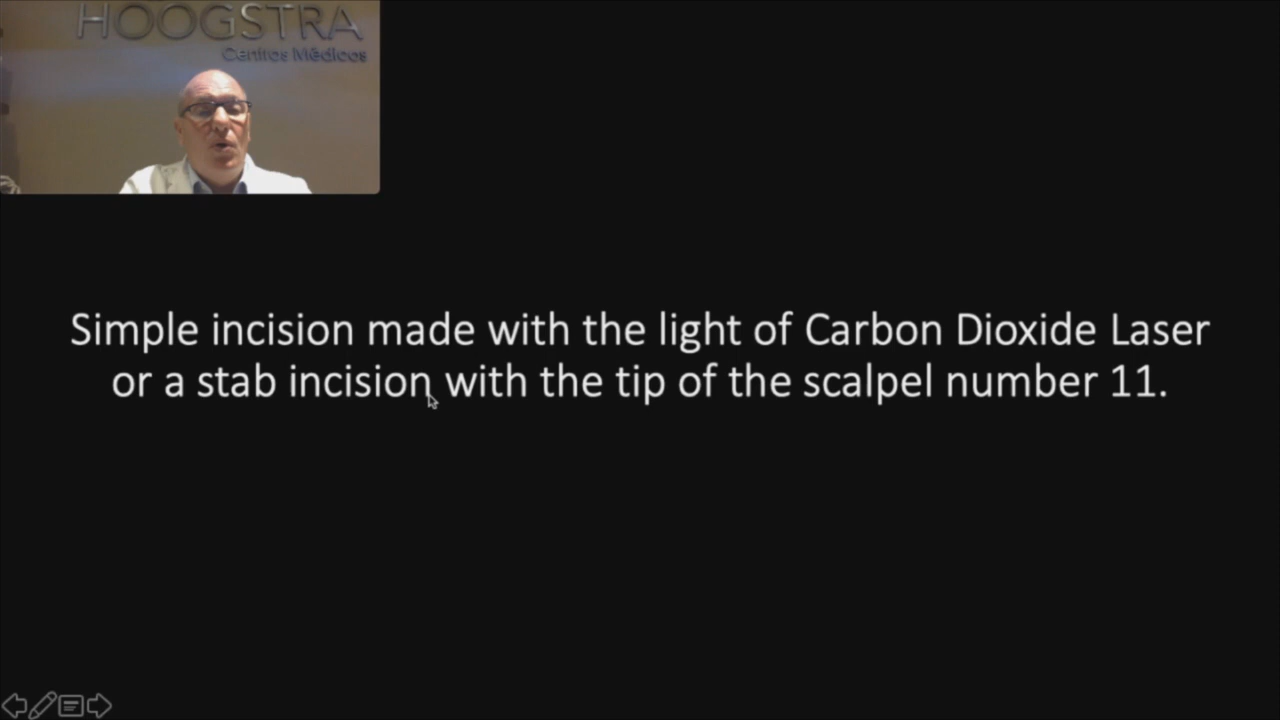 HOOGSTRA
Centros Médicos
Simple incision made with the light of Carbon Dioxide Laser
or a stab incision with the tip of the scalpel number 11.